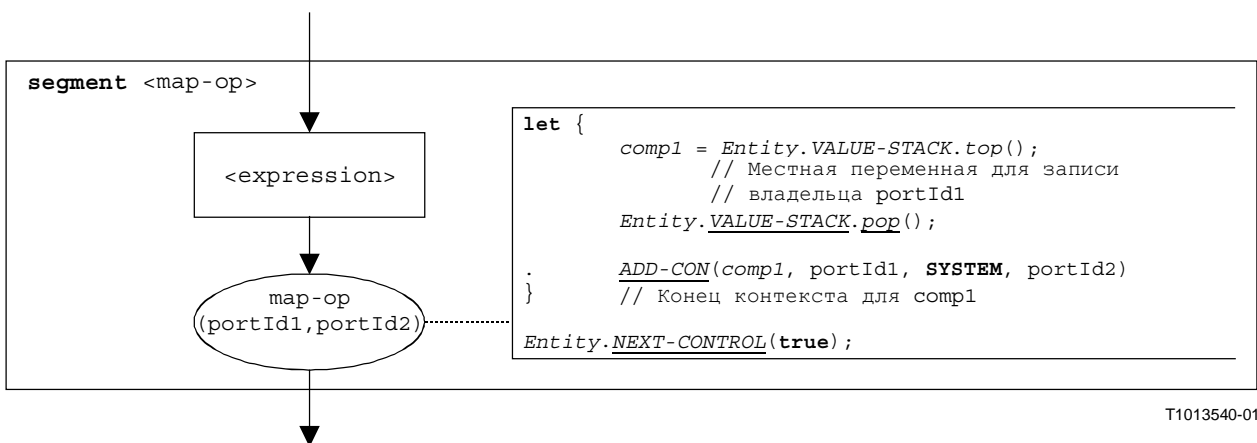 segment <map-op>
<expression>
map-op
(portId1,portId2)
let {
comp1 = Entity.VALUE-STACK.top();
// Местная переменная для записи
// владельца portId1
Entity.VALUE-STACK.pop();
. ADD-CON(comp1, portId1, SYSTEM, portId2)
} // Конец контекста для comp1
Entity.NEXT-CONTROL(true);
T1013540-01